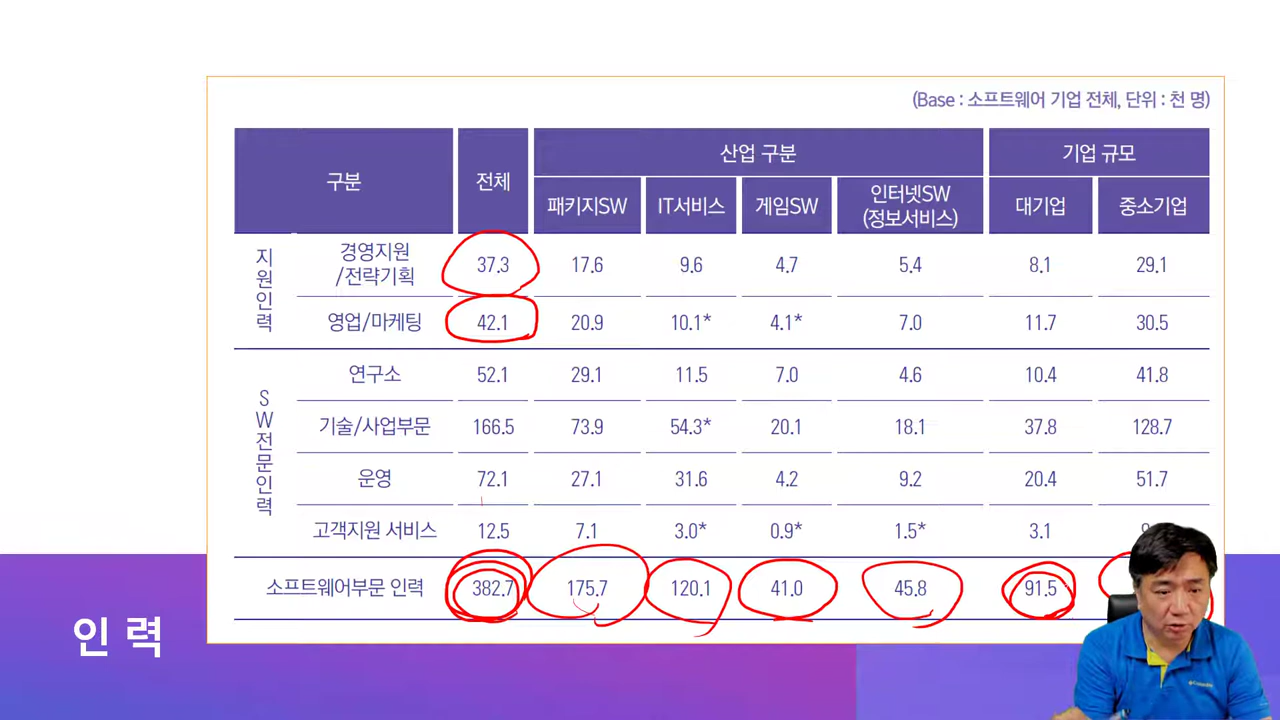 (Base : 소프트웨어 기업 전체, 단위 : 천 명)
구분 전체 산업 구분 기업 규모
패키지SW IT서비스 게임SW 인터넷SW (정보서비스) 대기업 중소기업
지원인력
경영지원 /전략기획 37.3 17.6 9.6 4.7 5.4 8.1 29.1
영업/마케팅 42.1 20.9 10.1* 4.1* 7.0 11.7 30.5
SW전문인력
연구소 52.1 29.1 11.5 7.0 4.6 10.4 41.8
기술/사업부문 166.5 73.9 54.3* 20.1 18.1 37.8 128.7
운영 72.1 27.1 31.6 4.2 9.2 20.4 51.7
고객지원 서비스 12.5 7.1 3.0* 0.9* 1.5* 3.1
소프트웨어부문 인력 382.7 175.7 120.1 41.0 45.8 91.5
인 력